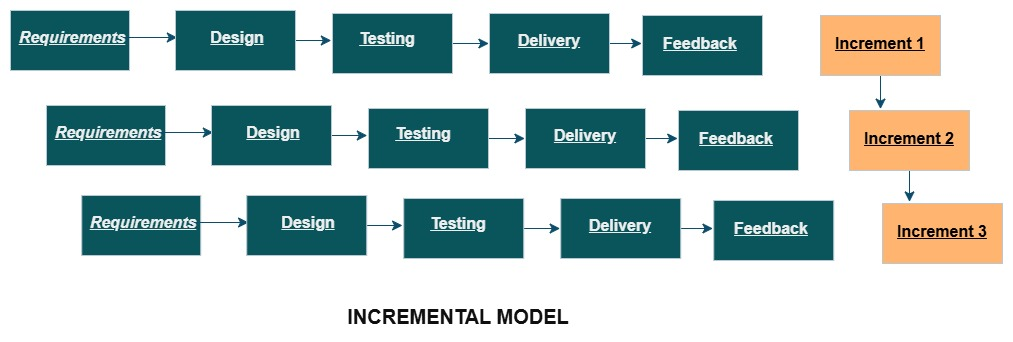 Requirements Design Testing Delivery Feedback Increment 1
Requirements Design Testing Delivery Feedback Increment 2
Requirements Design Testing Delivery Feedback Increment 3
INCREMENTAL MODEL